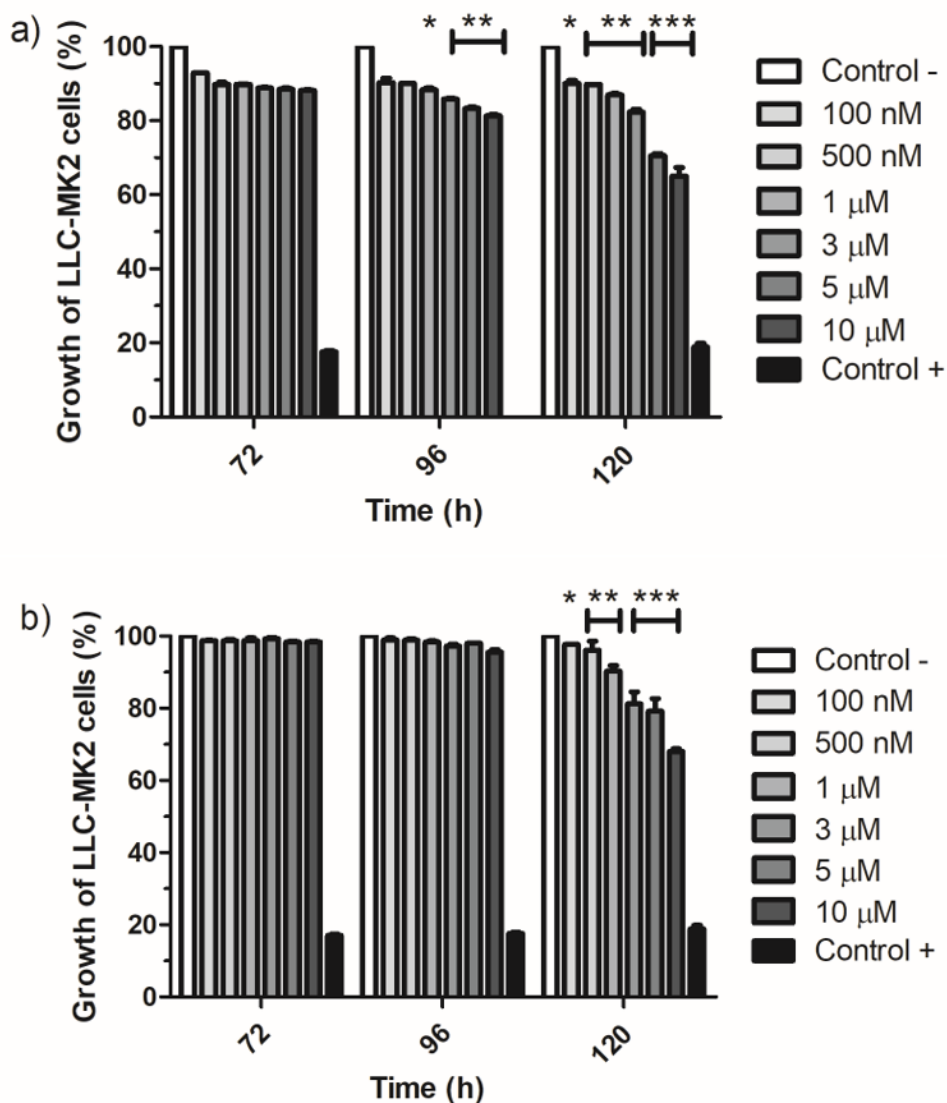 a)
Growth of LLC-MK2 cells (%)
100
80
60
40
20
0
* ** * ** ***
72 96 120
Time (h)
Control -
100 nM
500 nM
1 μM
3 μM
5 μM
10 μM
Control +
b)
Growth of LLC-MK2 cells (%)
100
80
60
40
20
0
* ** ***
72 96 120
Time (h)
Control -
100 nM
500 nM
1 μM
3 μM
5 μM
10 μM
Control +